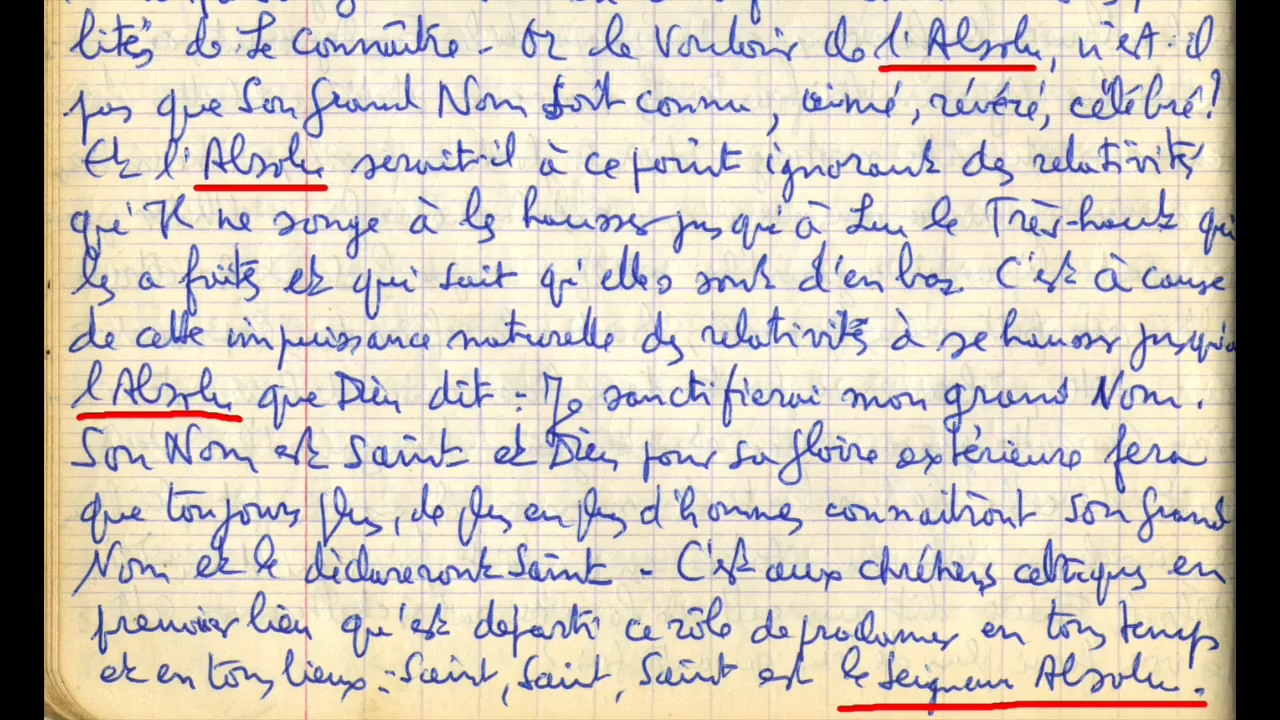 lités, de Le Connaître - Or le Vouloir de l'Absolu, n'est-il
pas que Son Grand Nom soit connu, aimé, révéré, célébré?
Et l'Absolu serait-il à ce point ignorant des relativités
qu'Il ne songe à les hausser jusqu'à Lui le Très-haut qui
les a faites et qui sait qu'elles sont d'en bas. C'est à cause
de cette impuissance naturelle des relativités à se hausser jusqu'à
l'Absolu que Dieu dit : Je sanctifierai mon grand Nom.
Son Nom est Saint et Dieu pour sa gloire extérieure fera
que toujours plus, de plus en plus d'hommes connaîtront Son Grand
Nom et le déclareront Saint - C'est aux chrétiens celtiques en
premier lieu qu'est départi ce rôle de proclamer en tous temps
et en tous lieux : Saint, Saint, Saint est le Seigneur Absolu.